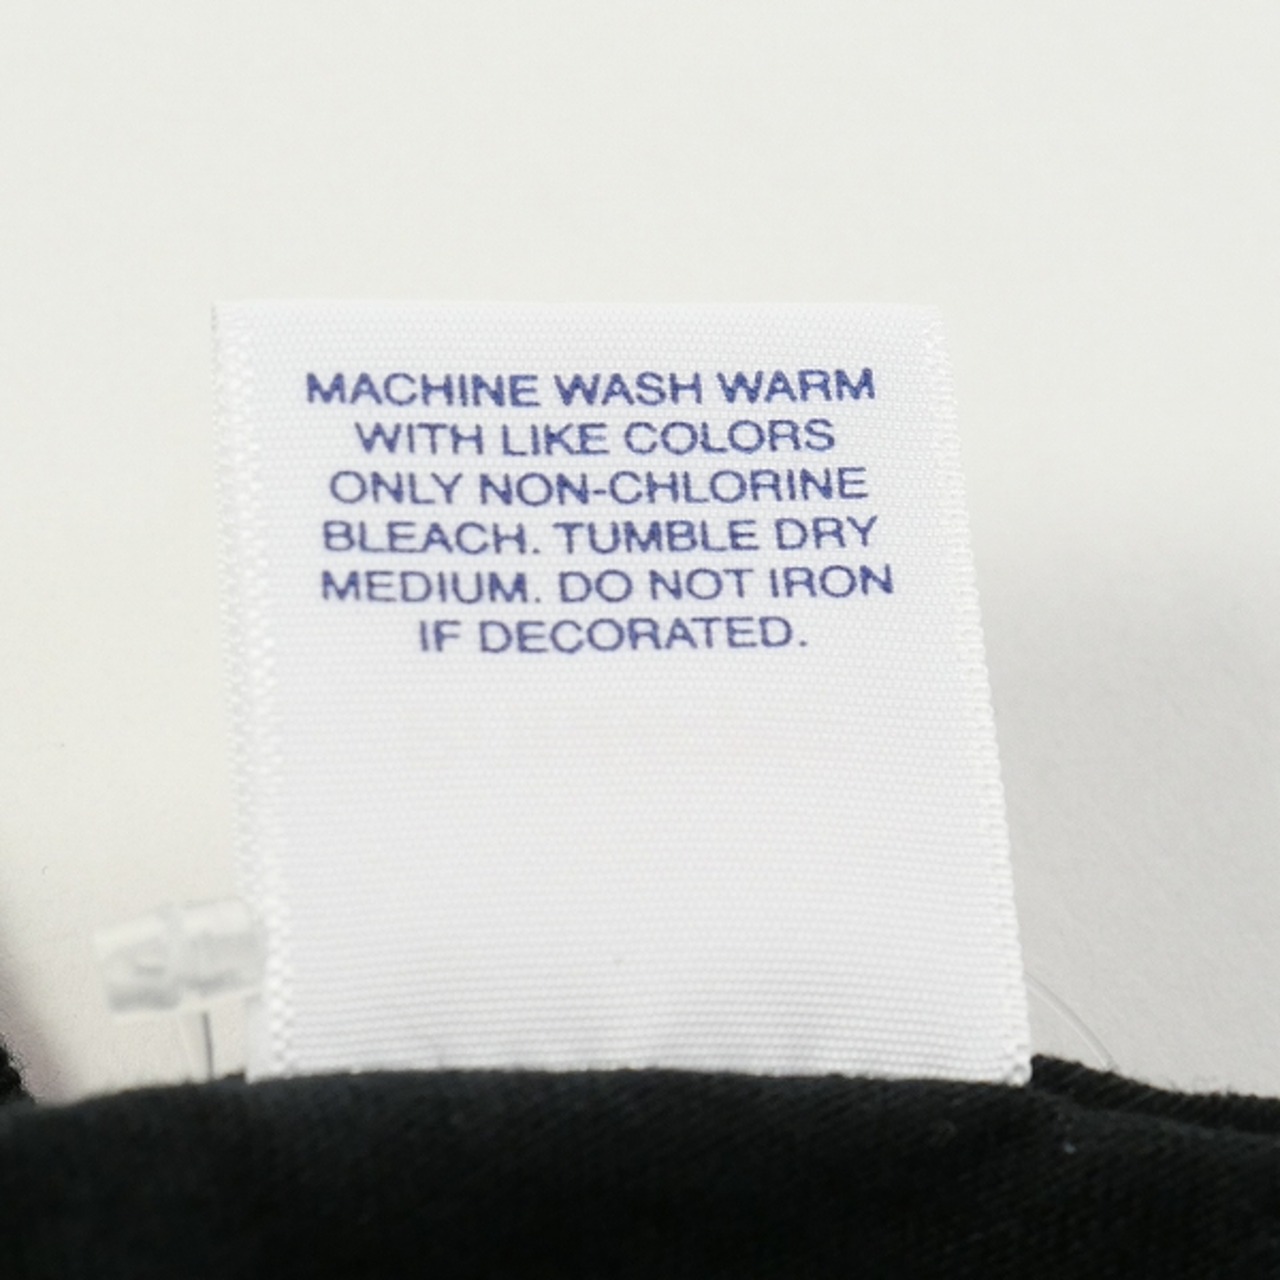 MACHINE WASH WARM
WITH LIKE COLORS
ONLY NON-CHLORINE
BLEACH. TUMBLE DRY
MEDIUM. DO NOT IRON
IF DECORATED.